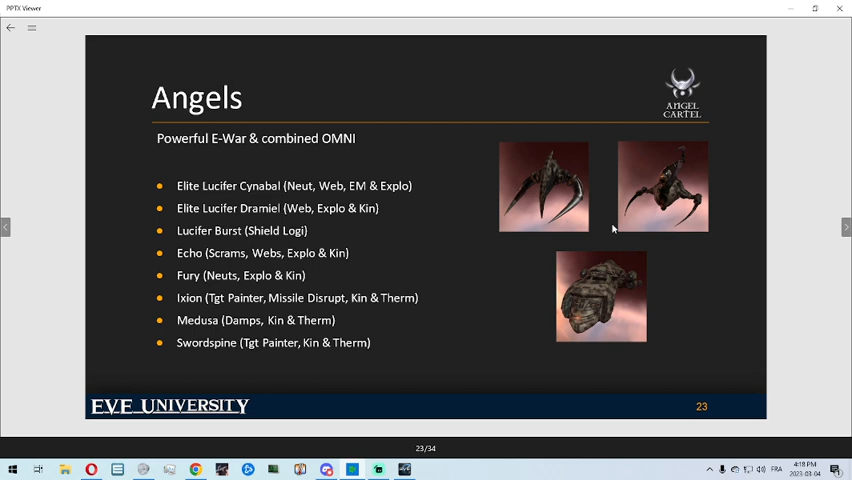 PPTX Viewer
Angels
ANGEL
CARTEL
Powerful E-War & combined OMNI
Elite Lucifer Cynabal (Neut, Web, EM & Explo)
Elite Lucifer Dramiel (Web, Explo & Kin)
Lucifer Burst (Shield Logi)
Echo (Scrams, Webs, Explo & Kin)
Fury (Neuts, Explo & Kin)
Ixion (Tgt Painter, Missile Disrupt, Kin & Therm)
Medusa (Damps, Kin & Therm)
Swordspine (Tgt Painter, Kin & Therm)
EVE UNIVERSITY
23
23/34
FRA
4:18 PM
2023-03-04